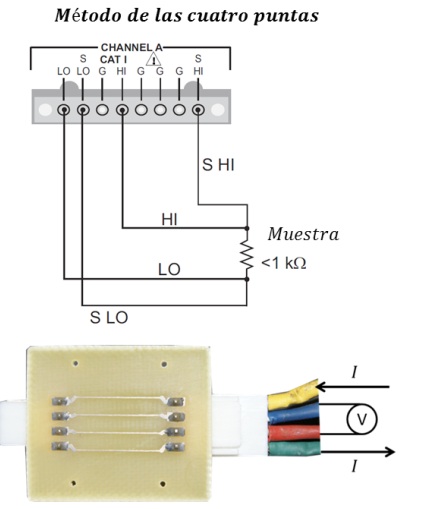 Método de las cuatro puntas
CHANNEL A
S CAT I S
LO LO G HI G G G HI
S HI
HI
Muestra
<1 kΩ
LO
S LO
I
V
I